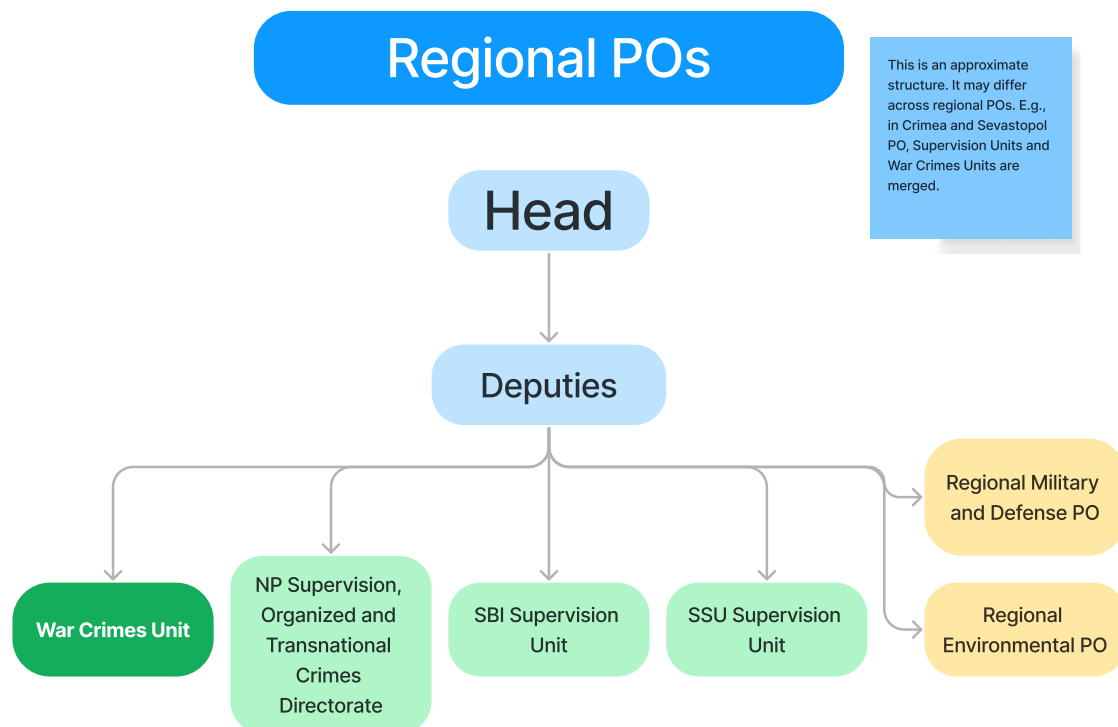 Regional POs
This is an approximate
structure. It may differ
across regional POs. E.g.,
in Crimea and Sevastopol
PO, Supervision Units and
War Crimes Units are
merged.
Head
Deputies
Regional Military
and Defense PO
War Crimes Unit
NP Supervision,
Organized and
Transnational
Crimes
Directorate
SBI Supervision
Unit
SSU Supervision
Unit
Regional
Environmental PO